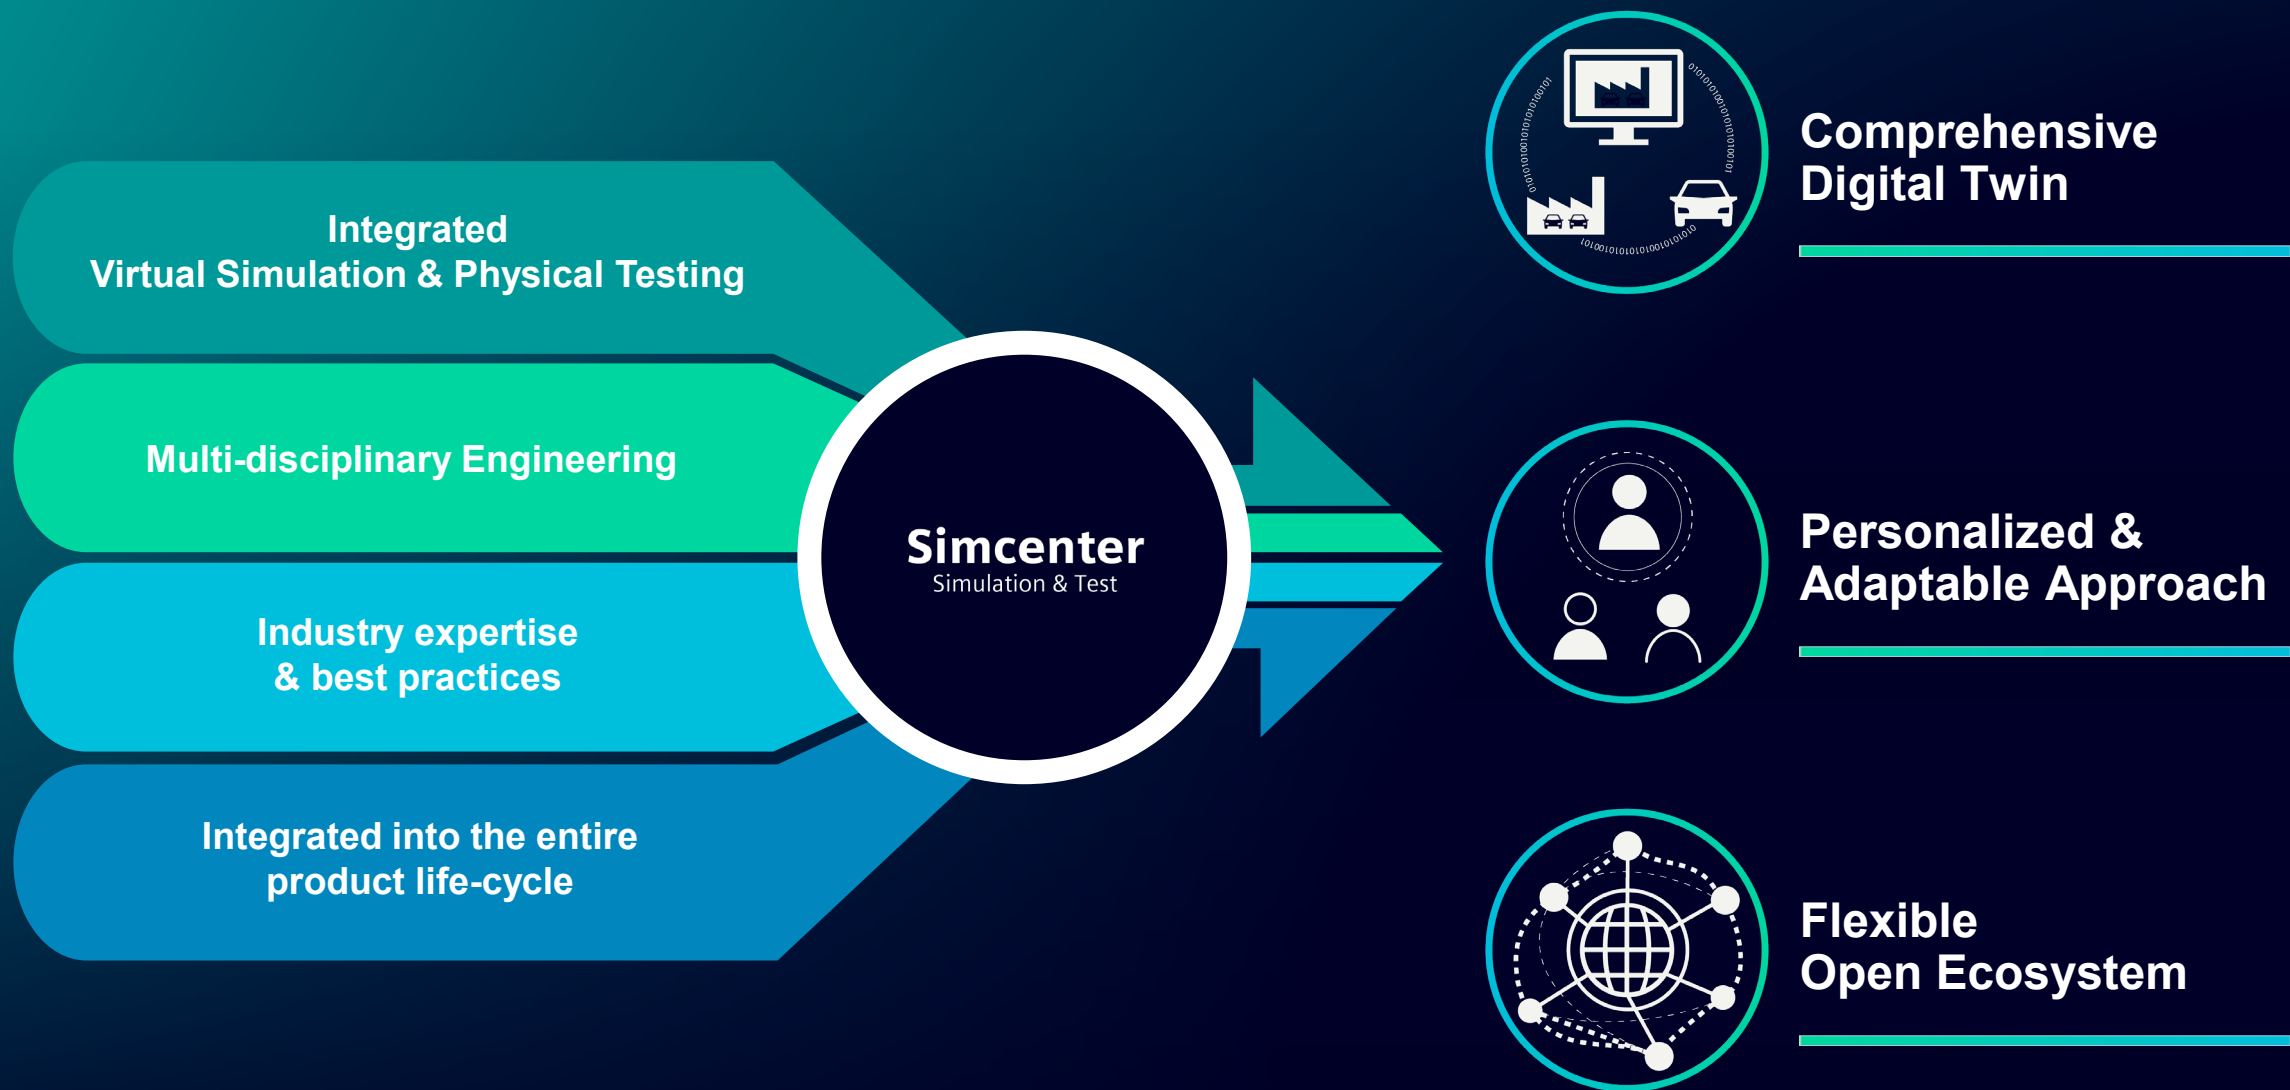 Integrated
Virtual Simulation & Physical Testing
Multi-disciplinary Engineering
Industry expertise
& best practices
Integrated into the entire
product life-cycle
Simcenter
Simulation & Test
Comprehensive
Digital Twin
Personalized &
Adaptable Approach
Flexible
Open Ecosystem